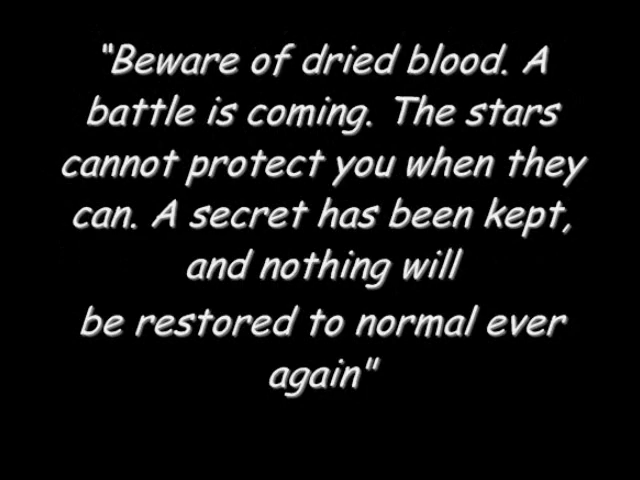 "Beware of dried blood. A
battle is coming. The stars
cannot protect you when they
can. A secret has been kept,
and nothing will
be restored to normal ever
again"